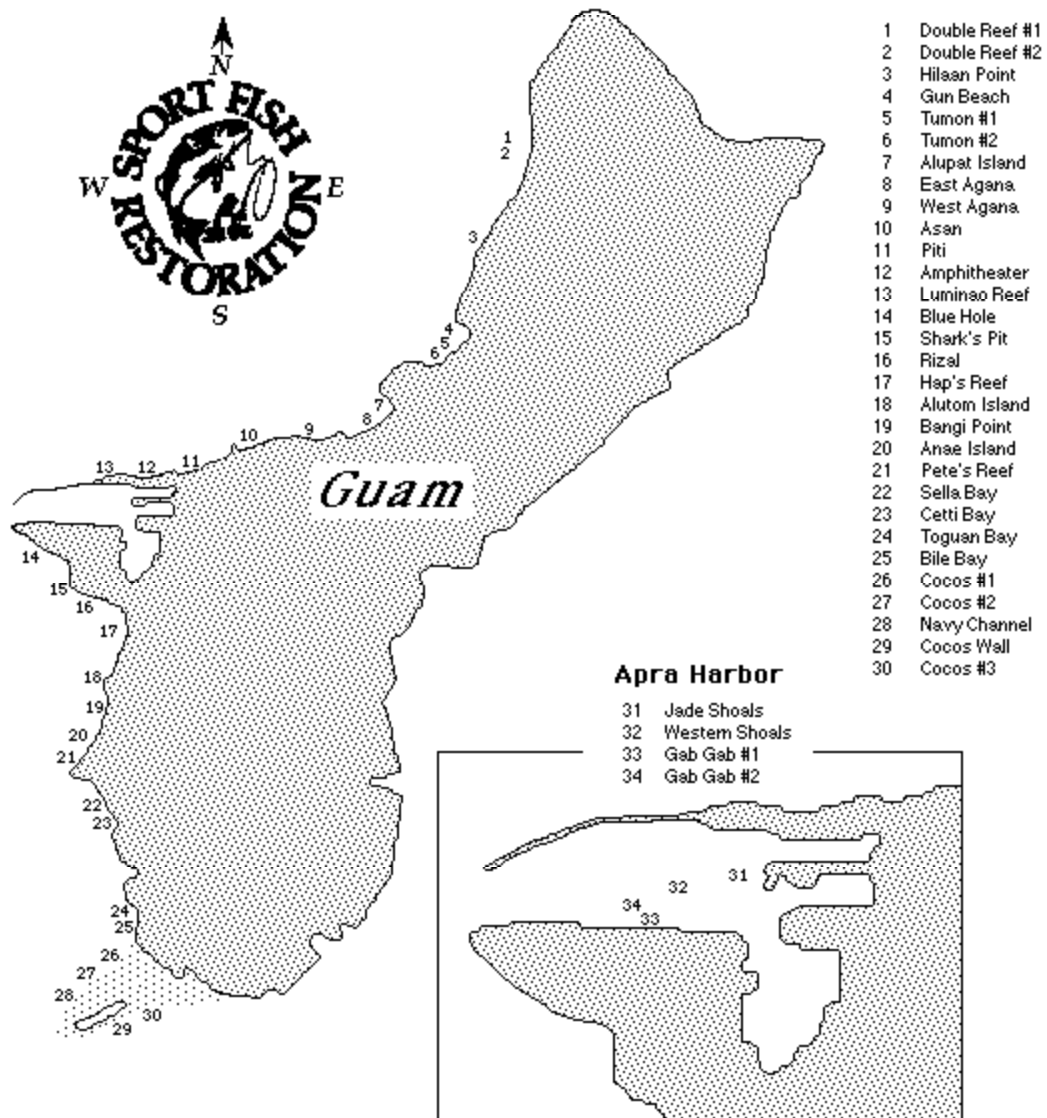 N
SPORT FISH
W
E
RESTORATION
S
1 Double Reef #1
2 Double Reef #2
3 Hilaan Point
4 Gun Beach
5 Tumon #1
6 Tumon #2
7 Alupat Island
8 East Agana
9 West Agana
10 Asan
11 Piti
12 Amphitheater
13 Luminao Reef
14 Blue Hole
15 Shark's Pit
16 Rizal
17 Hap's Reef
18 Alutom Island
19 Bangi Point
20 Anae Island
21 Pete's Reef
22 Sella Bay
23 Cetti Bay
24 Toguan Bay
25 Bile Bay
26 Cocos #1
27 Cocos #2
28 Navy Channel
29 Cocos Wall
30 Cocos #3
1
2
3
4
5
6
7
8
9
10
11
12
13
Guam
14
15
16
17
18
19
20
21
22
23
24
25
26
27
28
29
30
Apra Harbor
31 Jade Shoals
32 Western Shoals
33 Gab Gab #1
34 Gab Gab #2
31
32
34
33